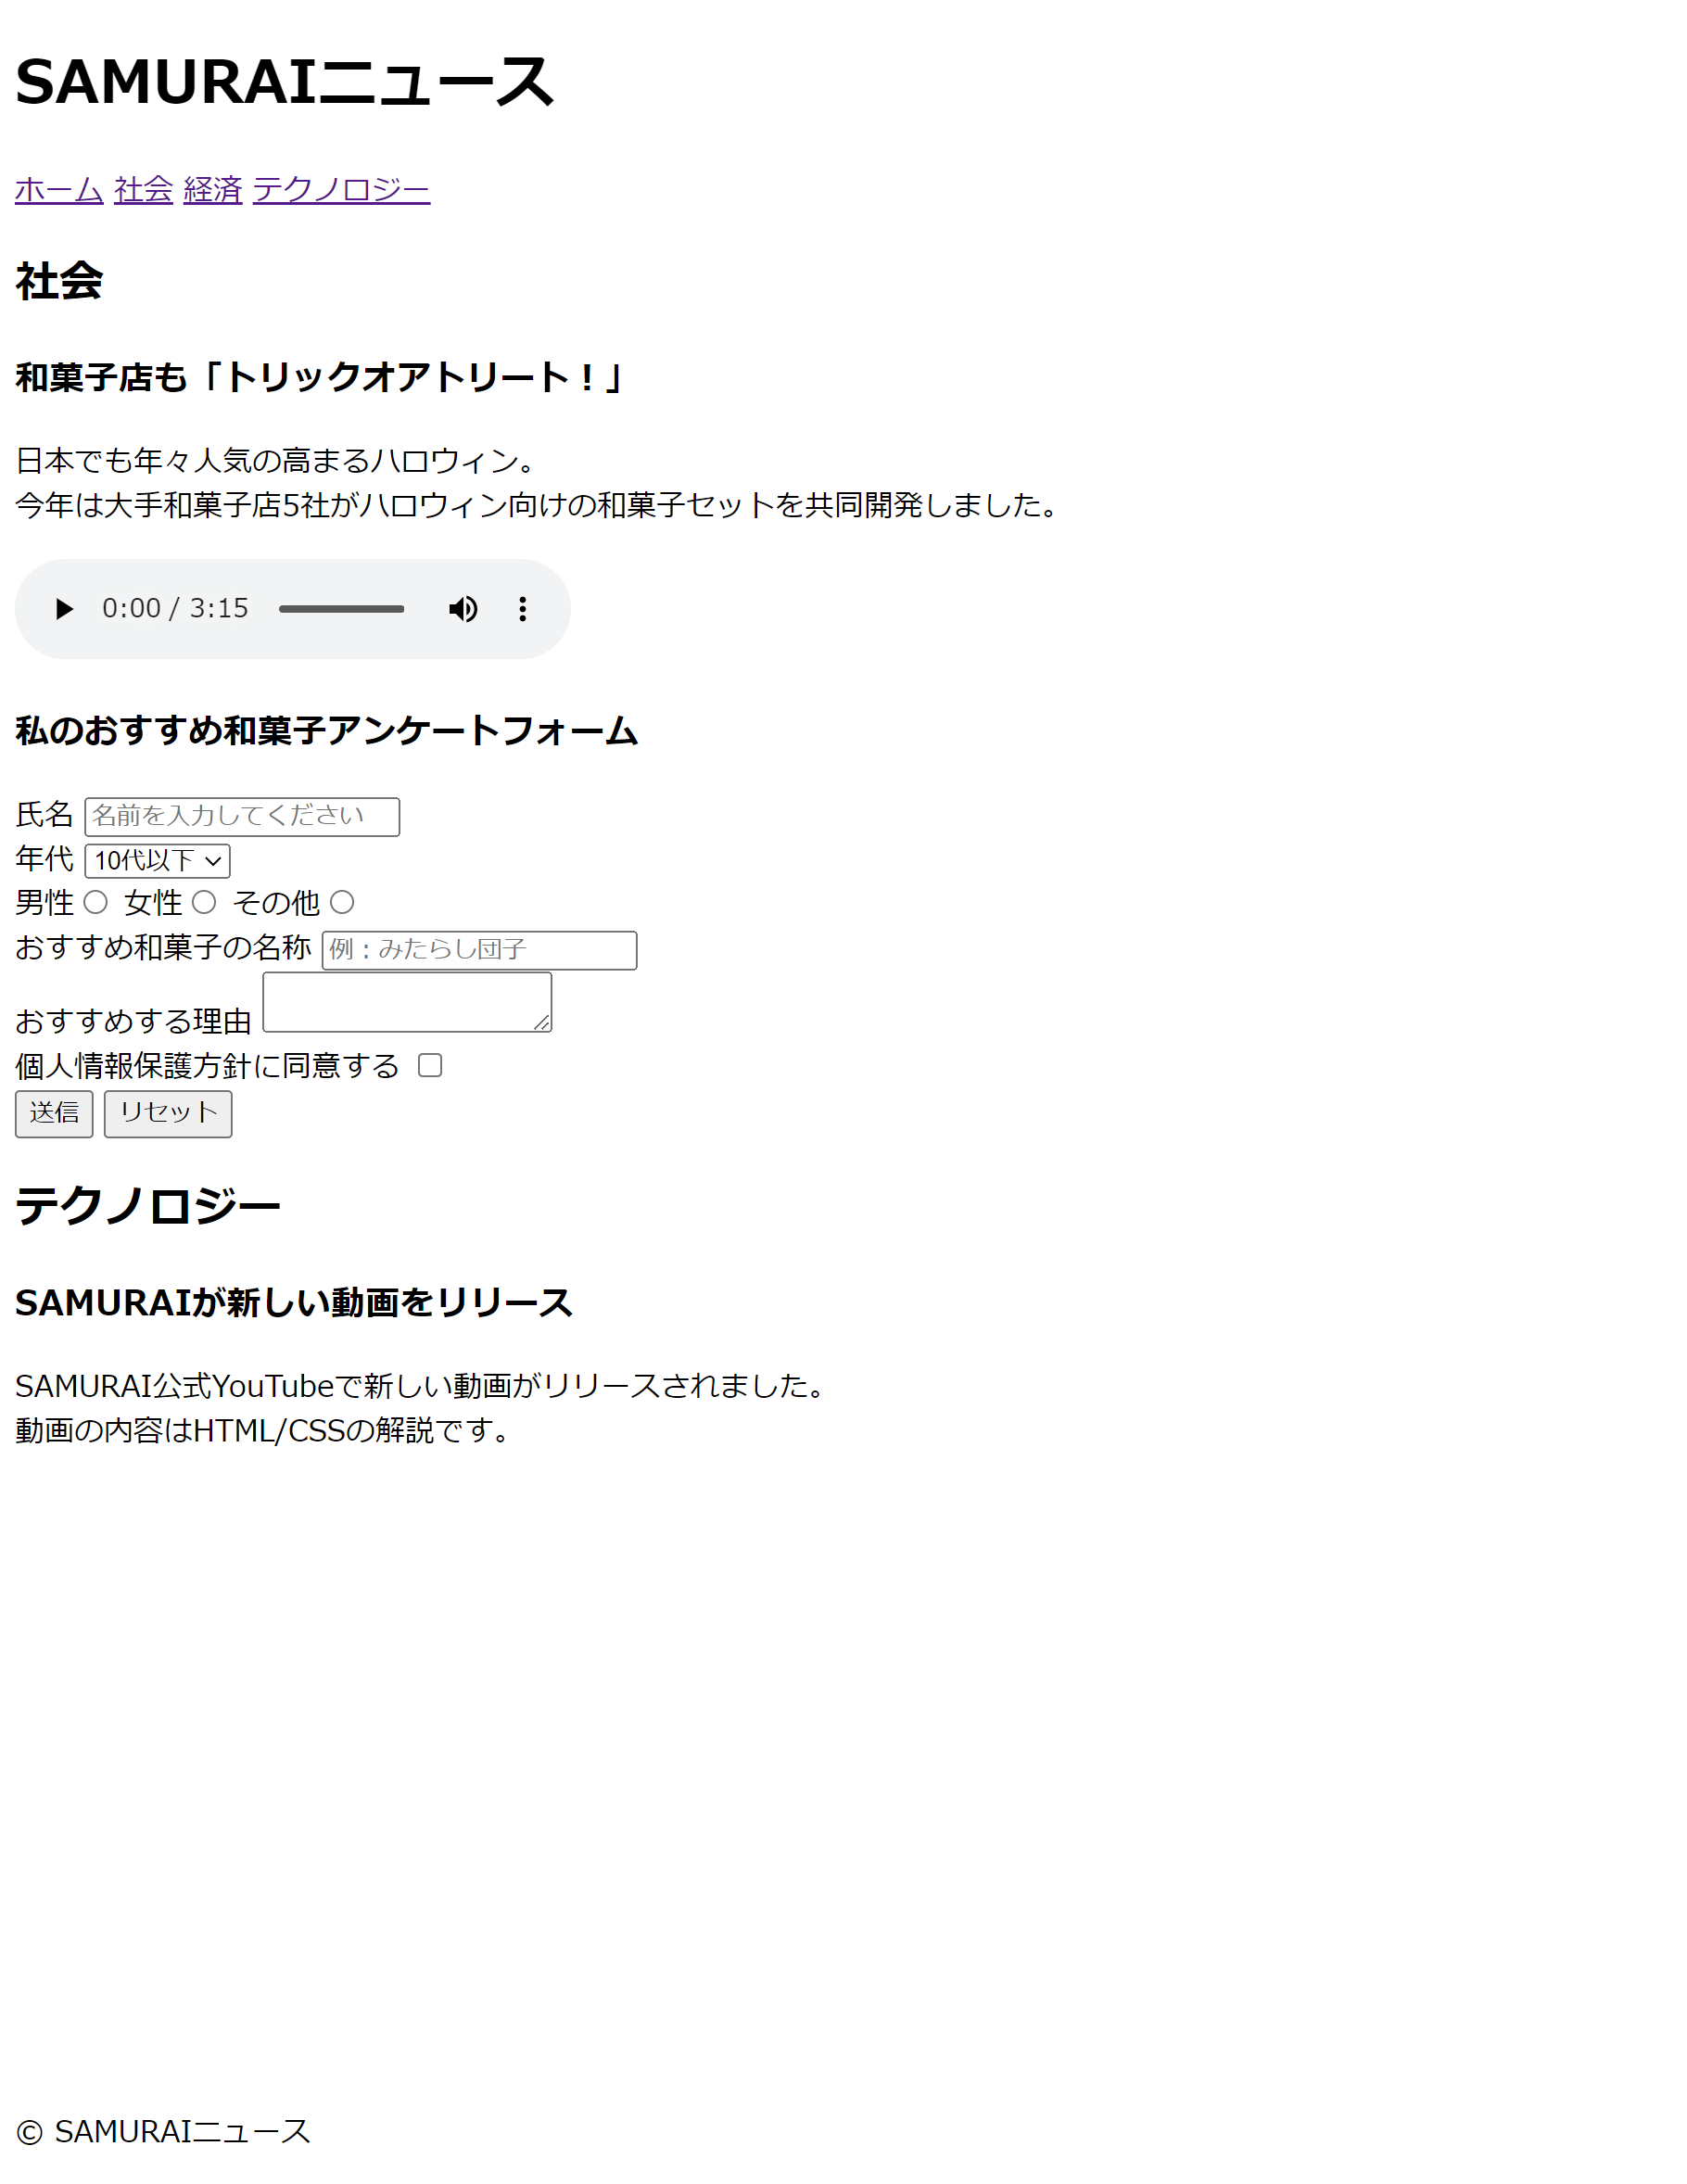 SAMURAIニュース
ホーム 社会 経済 テクノロジー
社会
和菓子店も「トリックオアトリート！」
日本でも年々人気の高まるハロウィン。
今年は大手和菓子店5社がハロウィン向けの和菓子セットを共同開発しました。
0:00 / 3:15
私のおすすめ和菓子アンケートフォーム
氏名 名前を入力してください
年代 10代以下
男性 女性 その他
おすすめ和菓子の名称 例：みたらし団子
おすすめする理由
個人情報保護方針に同意する
送信 リセット
テクノロジー
SAMURAIが新しい動画をリリース
SAMURAI公式YouTubeで新しい動画がリリースされました。
動画の内容はHTML/CSSの解説です。
© SAMURAIニュース